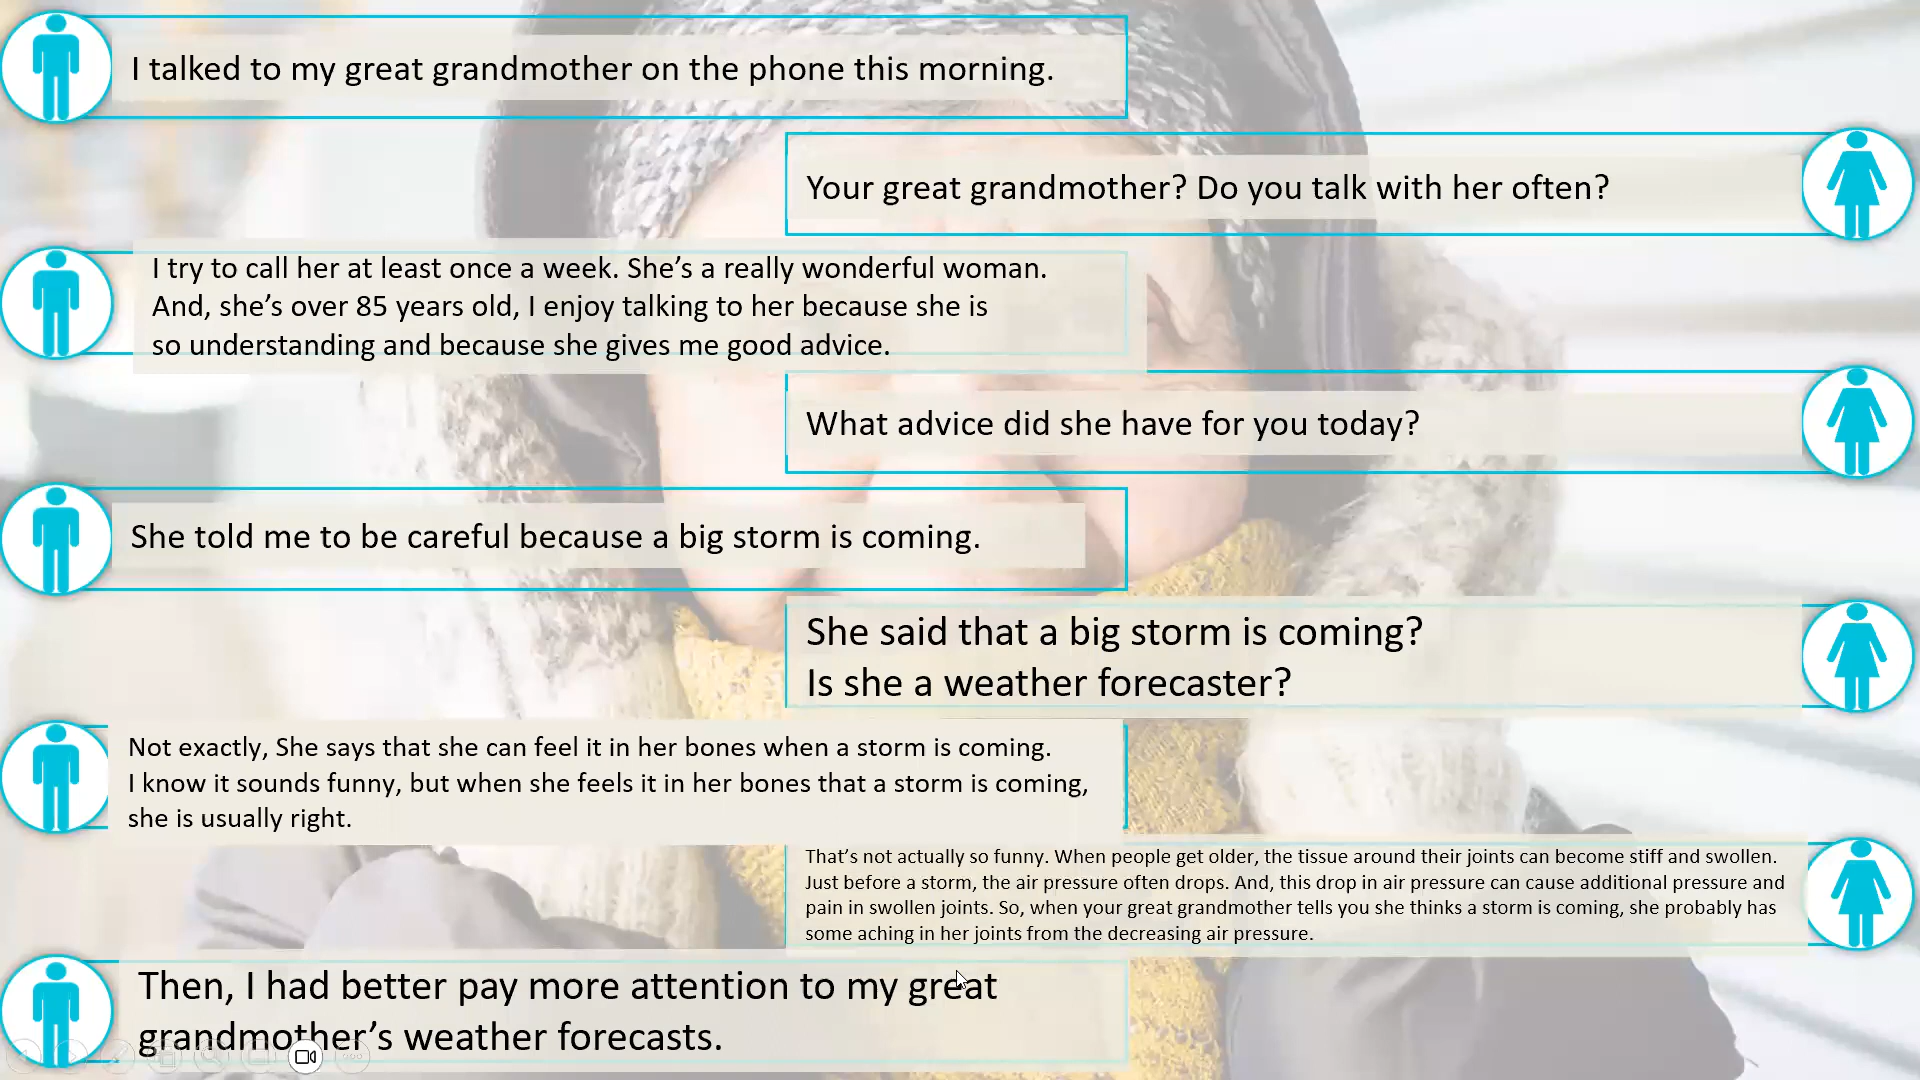 I talked to my great grandmother on the phone this morning.
Your great grandmother? Do you talk with her often?
I try to call her at least once a week. She’s a really wonderful woman.
And, she’s over 85 years old, I enjoy talking to her because she is
so understanding and because she gives me good advice.
What advice did she have for you today?
She told me to be careful because a big storm is coming.
She said that a big storm is coming?
Is she a weather forecaster?
Not exactly, She says that she can feel it in her bones when a storm is coming.
I know it sounds funny, but when she feels it in her bones that a storm is coming,
she is usually right.
That’s not actually so funny. When people get older, the tissue around their joints can become stiff and swollen.
Just before a storm, the air pressure often drops. And, this drop in air pressure can cause additional pressure and
pain in swollen joints. So, when your great grandmother tells you she thinks a storm is coming, she probably has
some aching in her joints from the decreasing air pressure.
Then, I had better pay more attention to my great
grandmother’s weather forecasts.